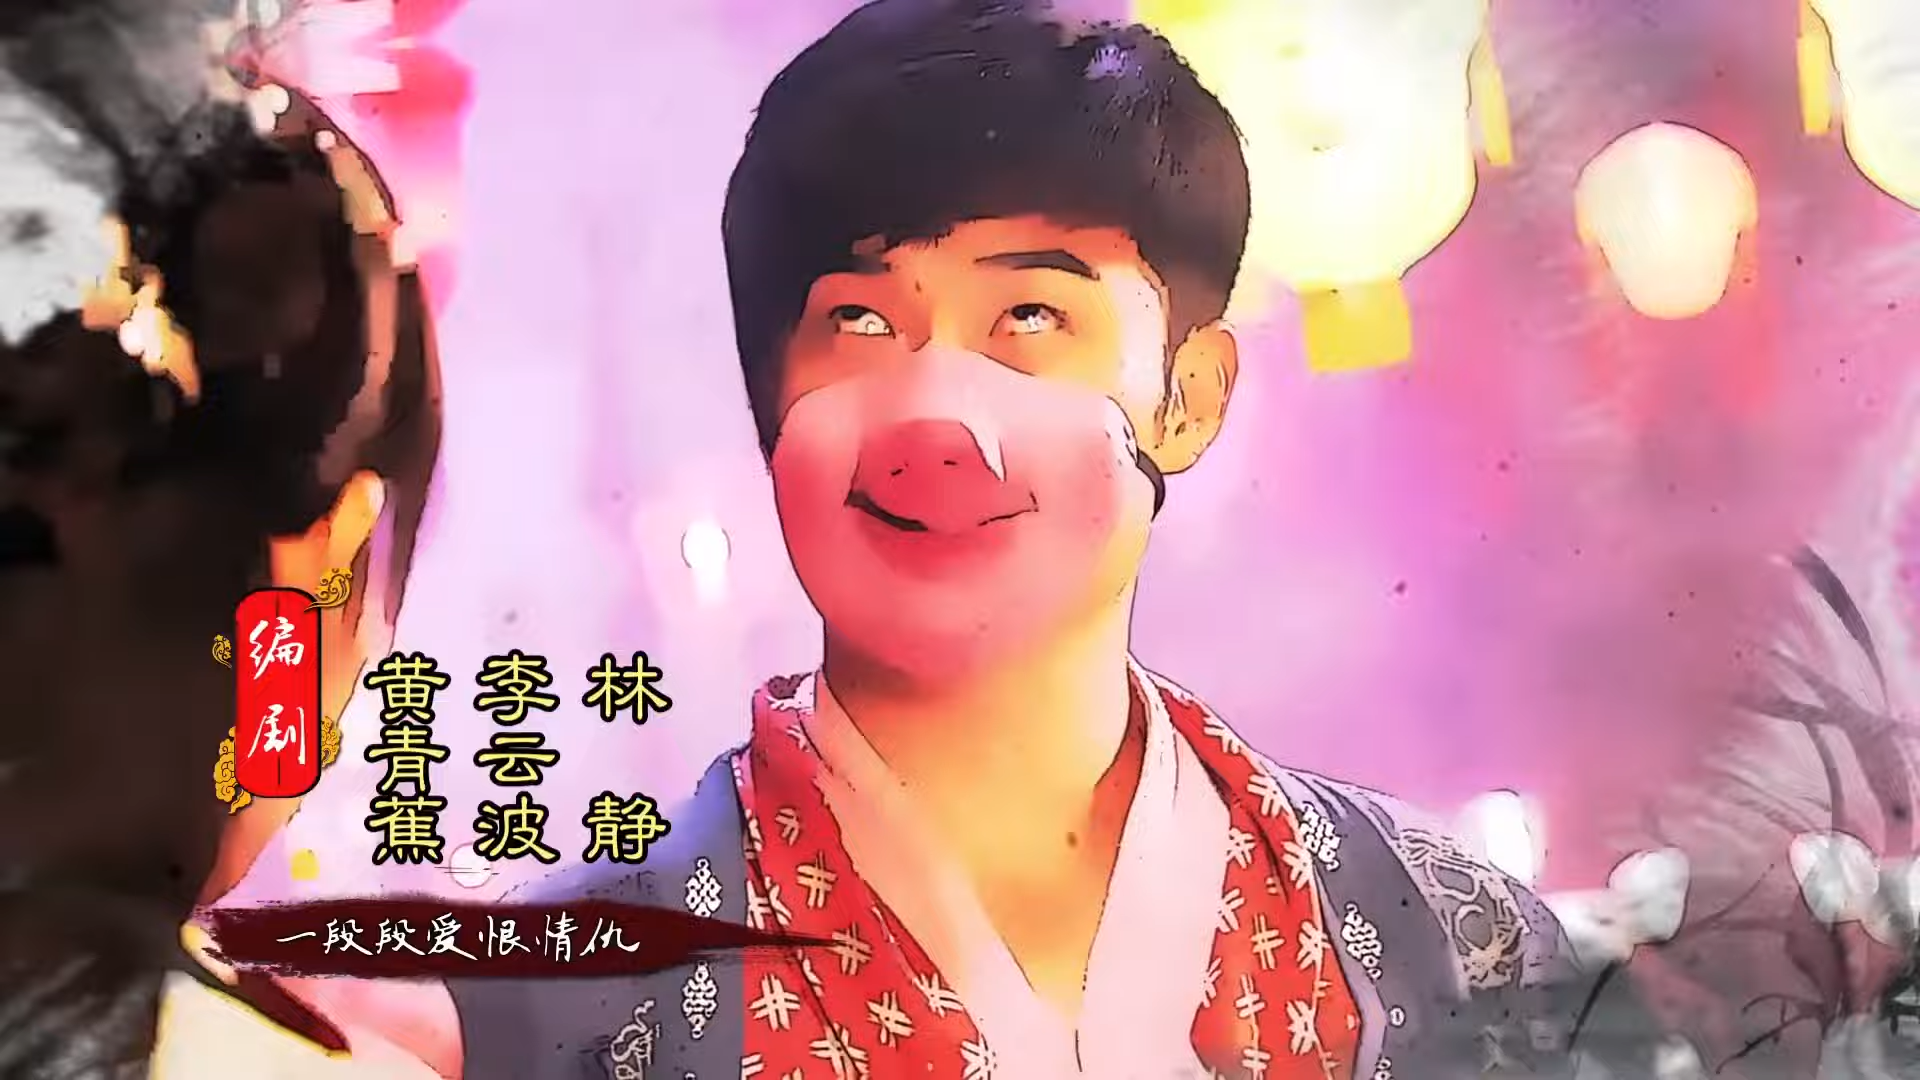 编剧
黄青蕉
李云波
林静
一段段爱恨情仇